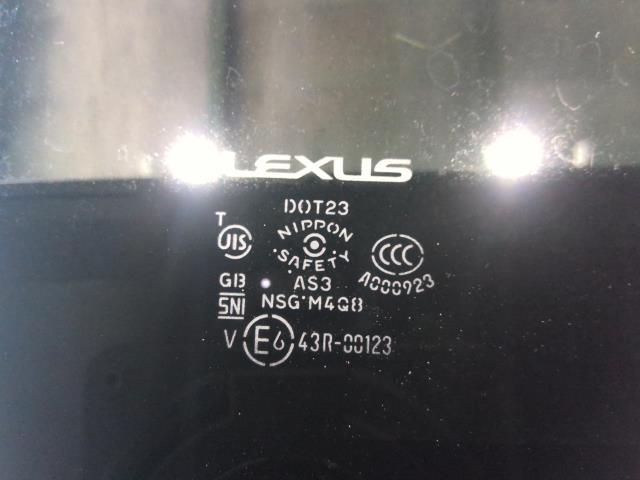 LEXUS
DOT23
T
JIS
NIPPON
SAFETY
CCC
A000923
AS3
GB
SNI
NSG M4Q8
V E6 43R-00123